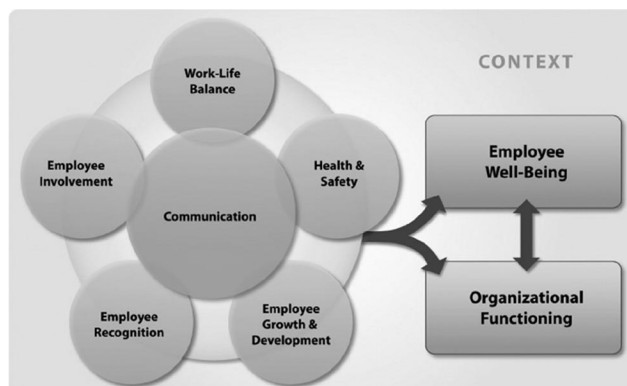 CONTEXT
Work-Life
Balance
Employee
Involvement
Health &
Safety
Communication
Employee
Recognition
Employee
Growth &
Development
Employee
Well-Being
Organizational
Functioning